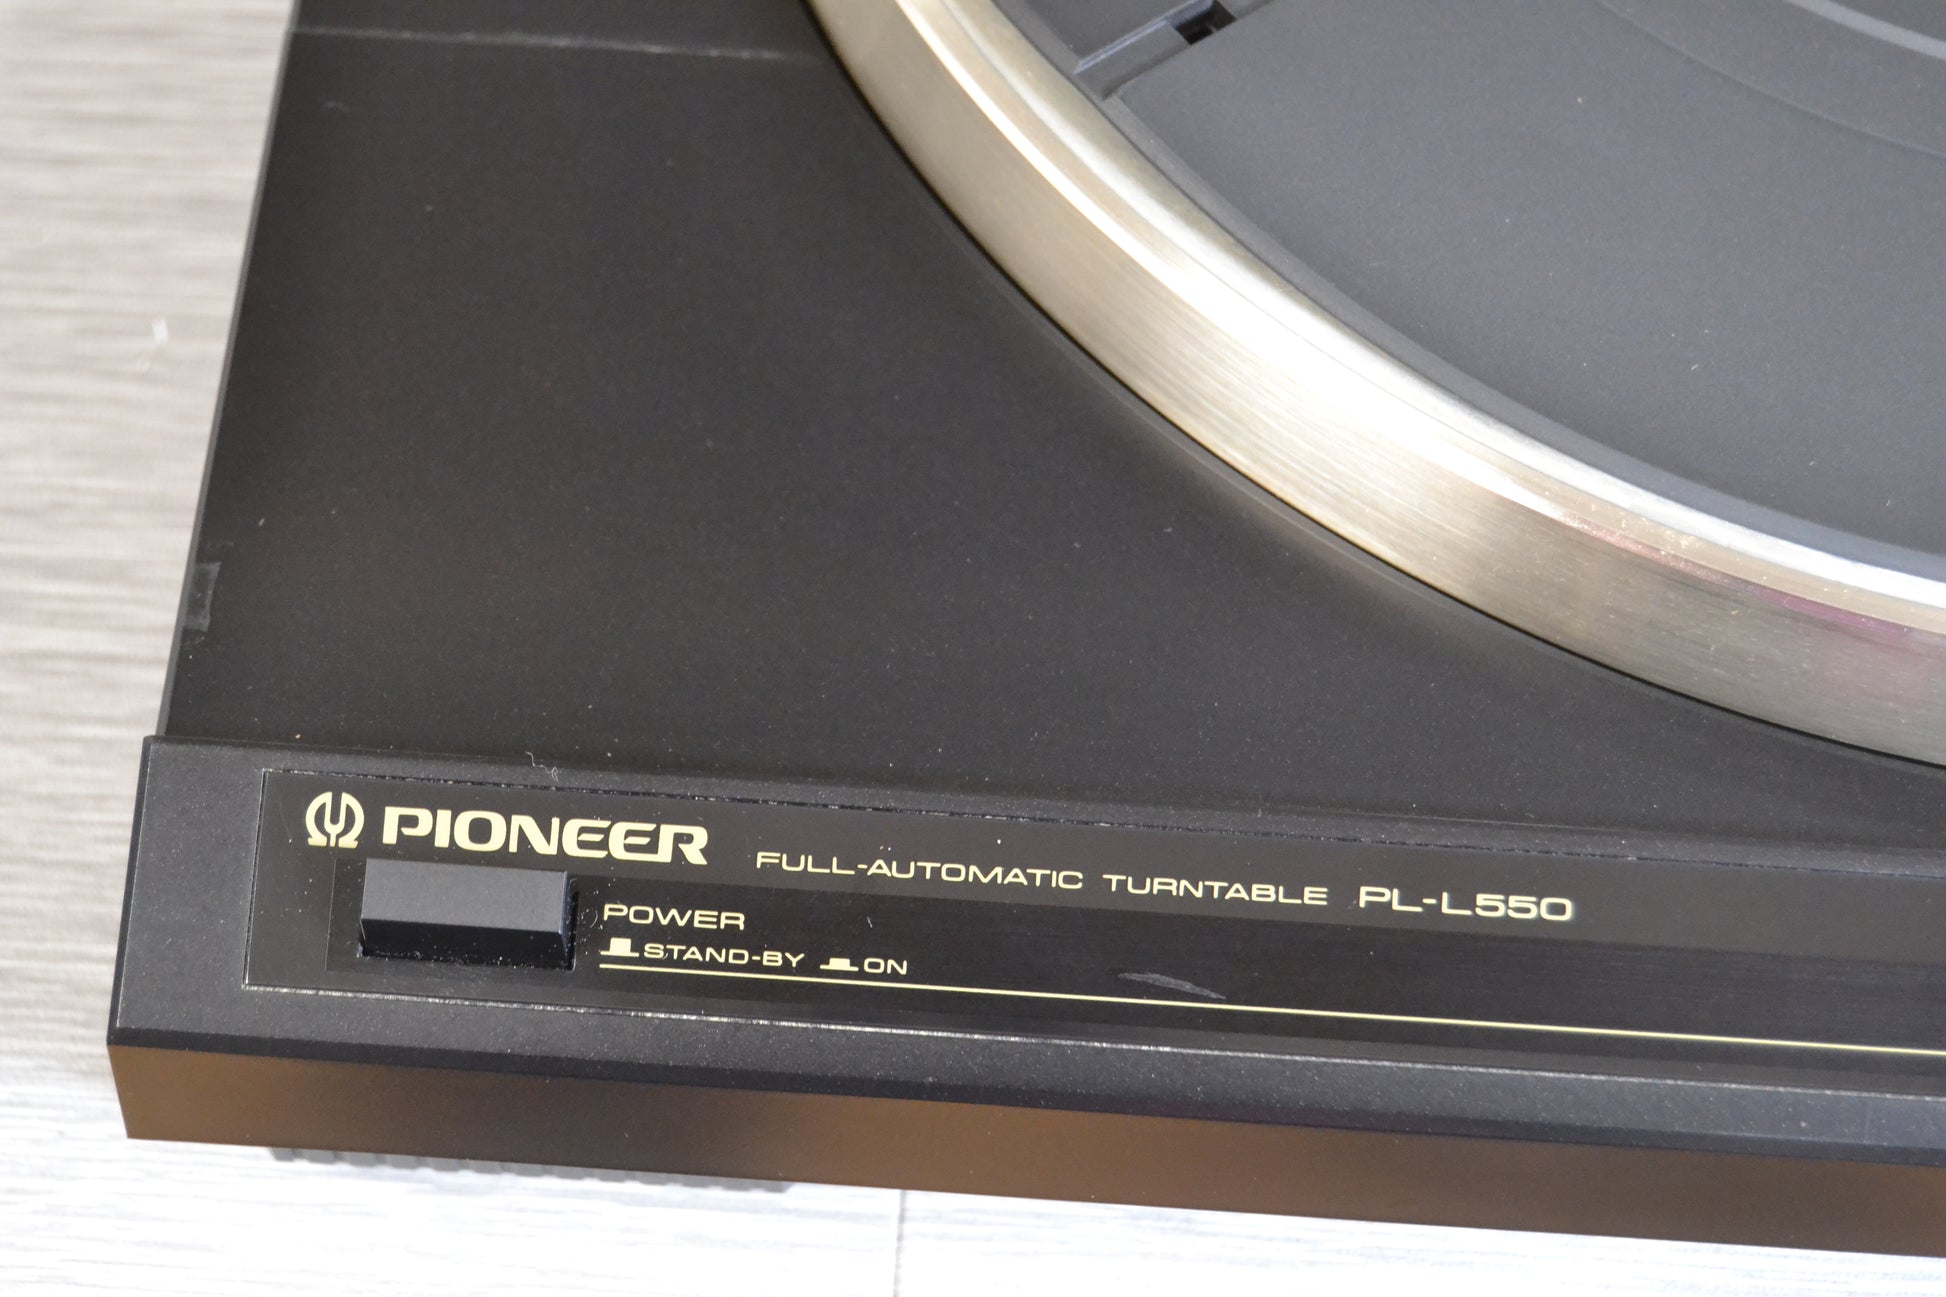 PIONEER FULL-AUTOMATIC TURNTABLE PL-L550
POWER
STAND-BY ON